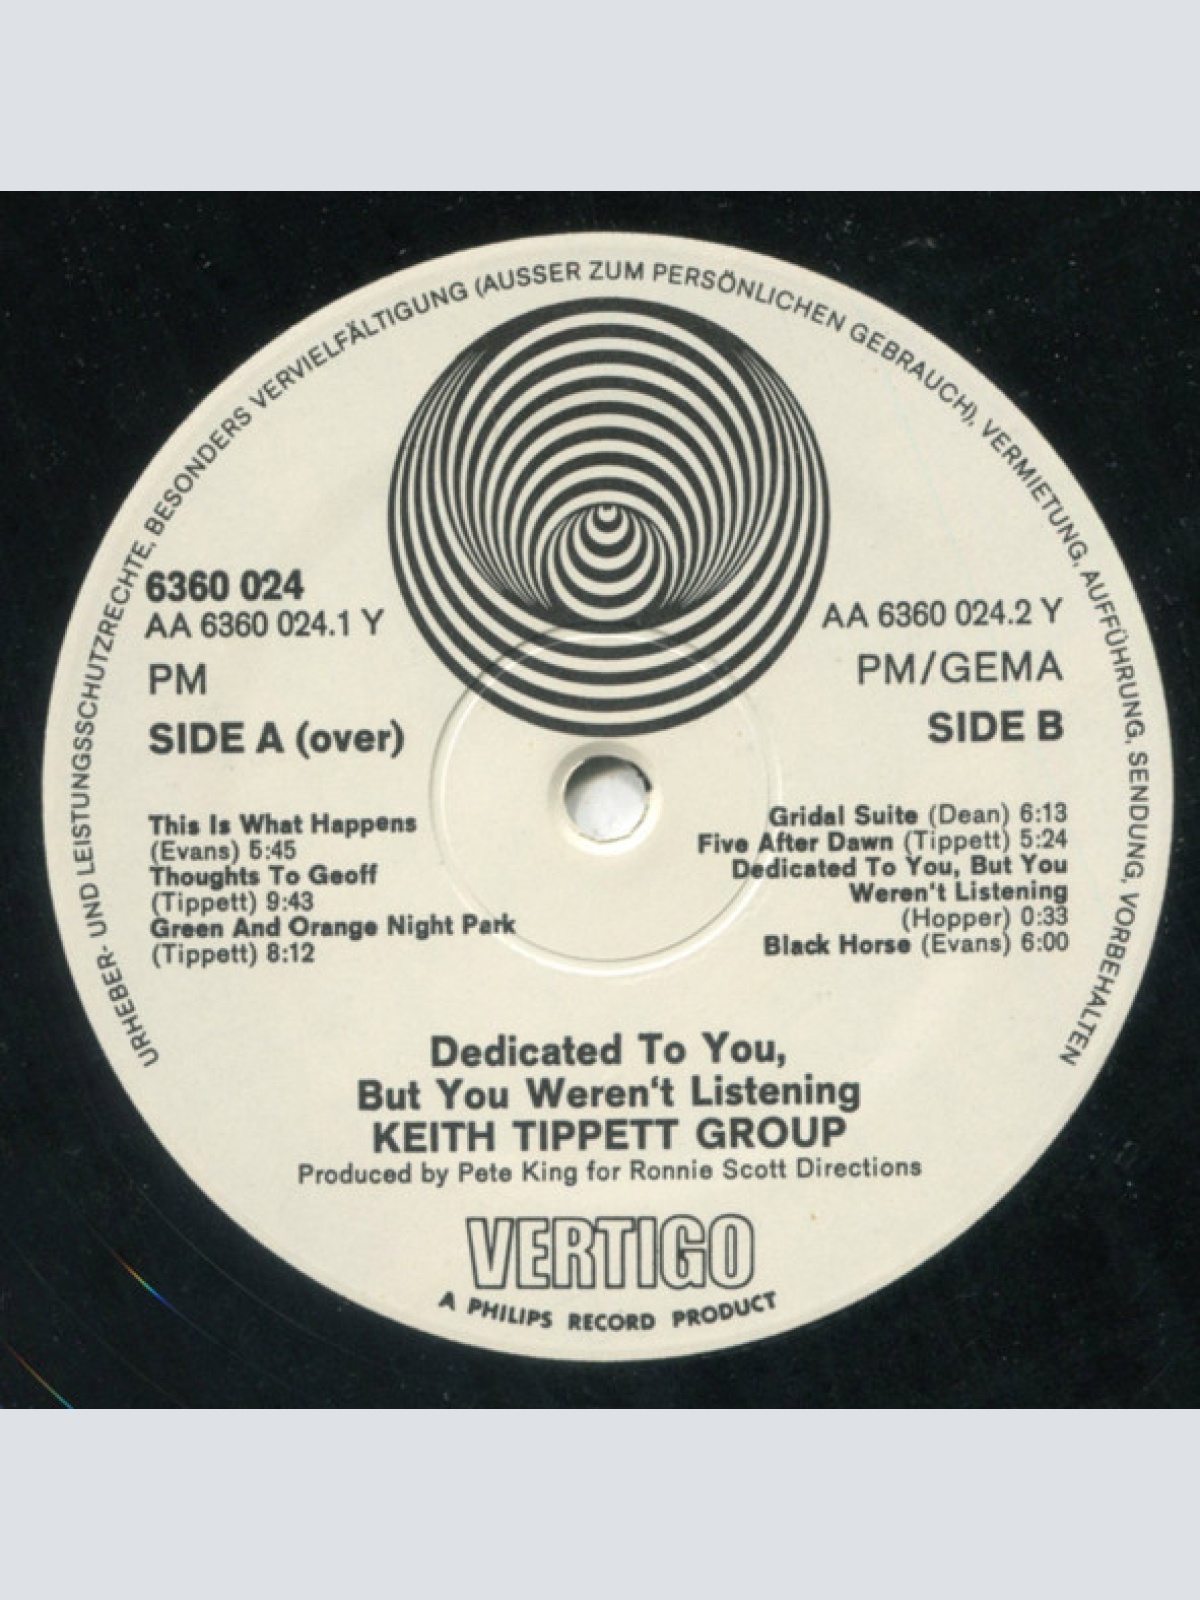 URHEBER- UND LEISTUNGSSCHUTZRECHTE, BESONDERS VERVIELFÄLTIGUNG (AUSSER ZUM PERSÖNLICHEN GEBRAUCH), VERMIETUNG, AUFFÜHRUNG, SENDUNG, VORBEHALTEN
6360 024
AA 6360 024.1 Y
PM
SIDE A (over)
This Is What Happens
(Evans) 5:45
Thoughts To Geoff
(Tippett) 9:43
Green And Orange Night Park
(Tippett) 8:12
AA 6360 024.2 Y
PM/GEMA
SIDE B
Gridal Suite (Dean) 6:13
Five After Dawn (Tippett) 5:24
Dedicated To You, But You
Weren't Listening
(Hopper) 0:33
Black Horse (Evans) 6:00
Dedicated To You,
But You Weren't Listening
KEITH TIPPETT GROUP
Produced by Pete King for Ronnie Scott Directions
VERTIGO
A PHILIPS RECORD PRODUCT